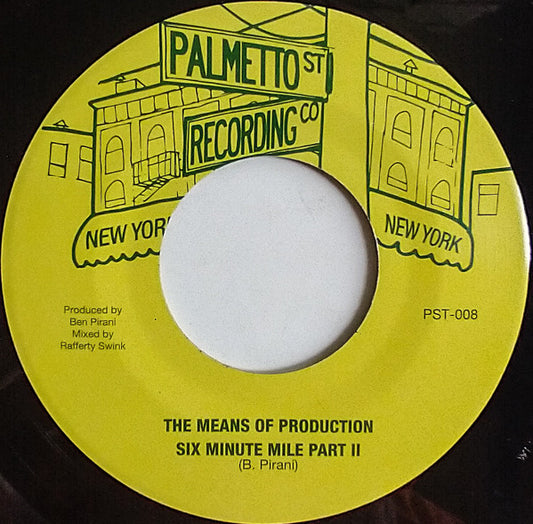 PALMETTO ST
RECORDING CO
NEW YORK
NEW YORK
Produced by
Ben Pirani
Mixed by
Rafferty Swink
PST-008
THE MEANS OF PRODUCTION
SIX MINUTE MILE PART II
(B. Pirani)